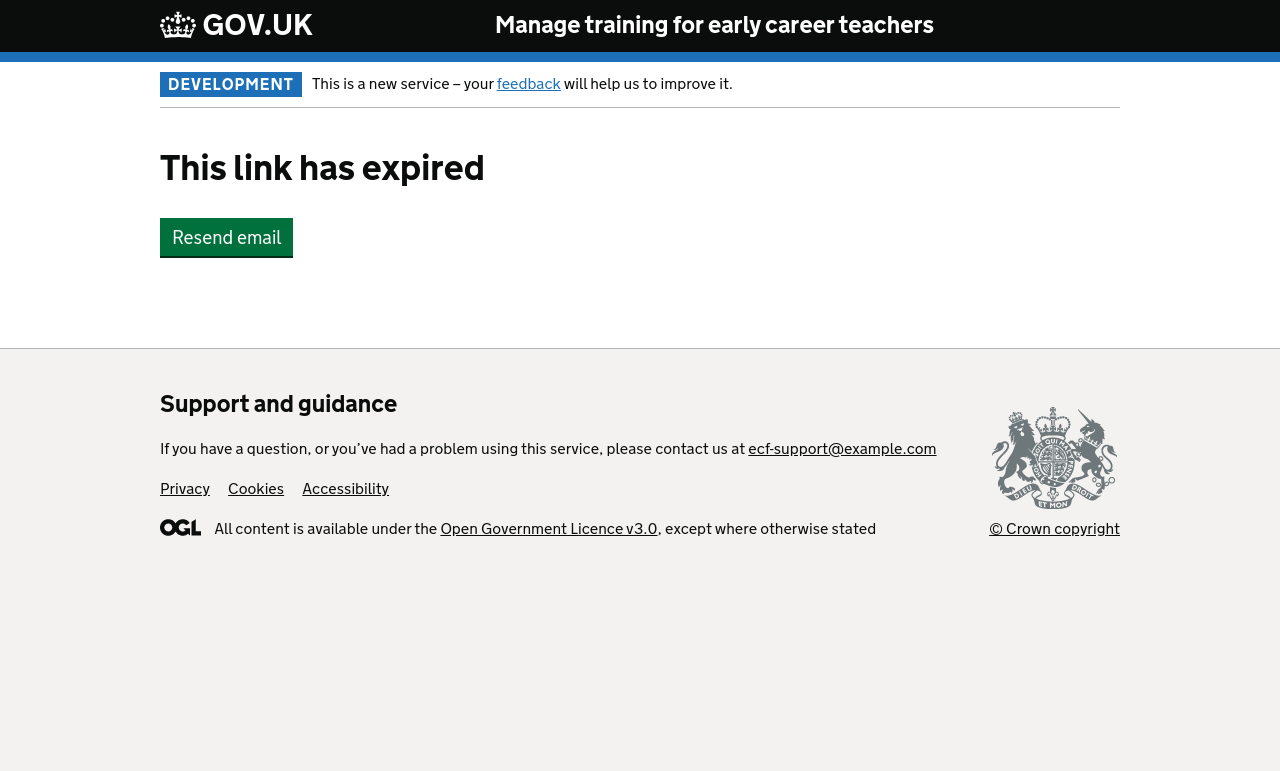 GOV.UK
Manage training for early career teachers
DEVELOPMENT This is a new service – your feedback will help us to improve it.
This link has expired
Resend email
Support and guidance
If you have a question, or you've had a problem using this service, please contact us at ecf-support@example.com
Privacy Cookies Accessibility
OGL All content is available under the Open Government Licence v3.0, except where otherwise stated
DIEU ET MON DROIT
© Crown copyright